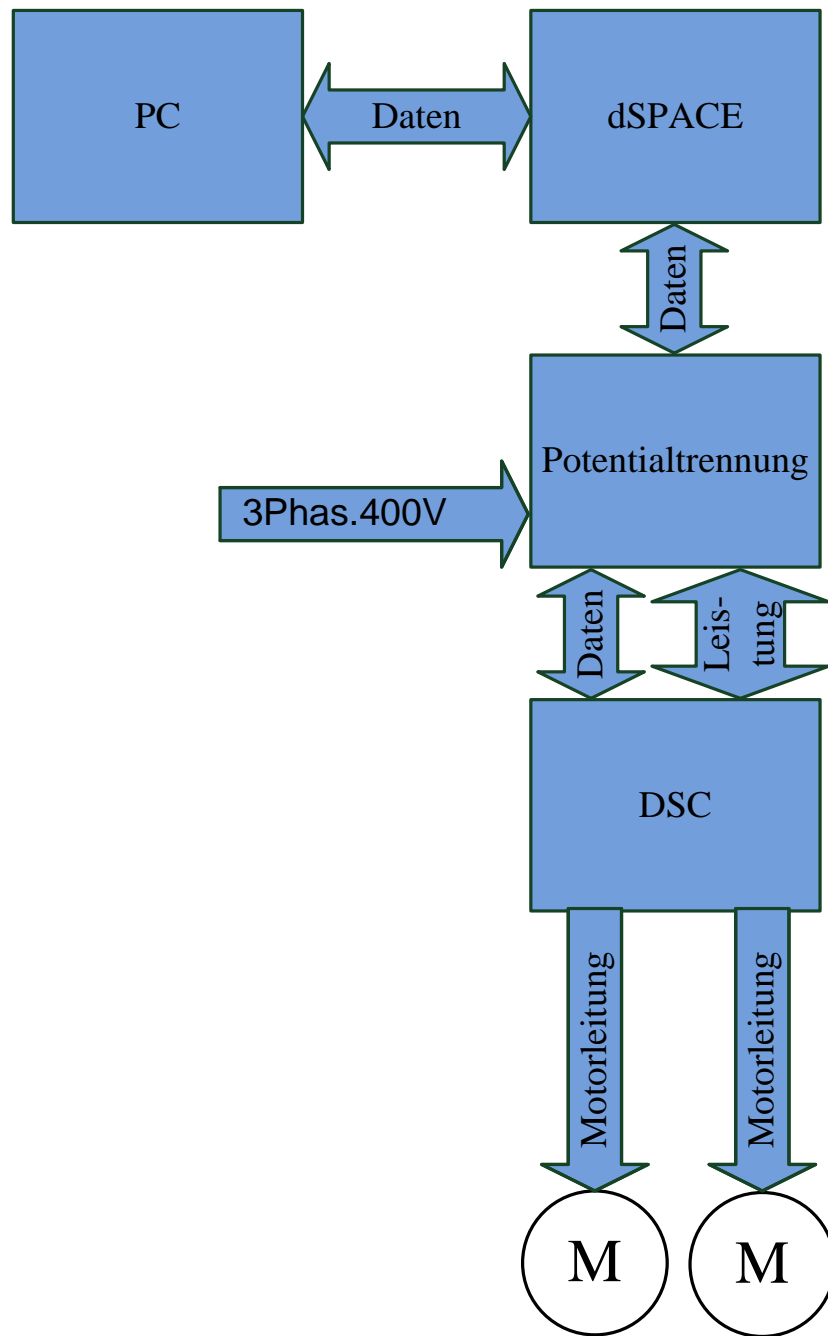 PC
Daten
dSPACE
Daten
Potentialtrennung
3Phas.400V
Daten
Leis-
tung
DSC
Motorleitung
Motorleitung
M
M